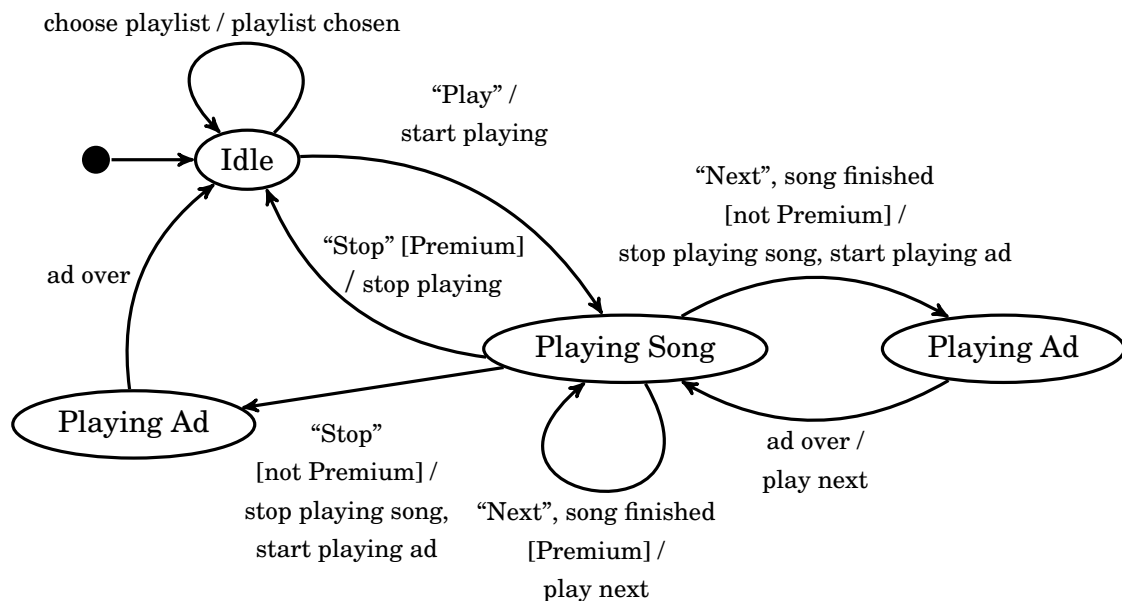 choose playlist / playlist chosen
“Play” /
start playing
Idle
“Next”, song finished
[not Premium] /
stop playing song, start playing ad
“Stop” [Premium]
/ stop playing
ad over
Playing Song
Playing Ad
Playing Ad
“Stop”
[not Premium] /
stop playing song,
start playing ad
“Next”, song finished
[Premium] /
play next
ad over /
play next